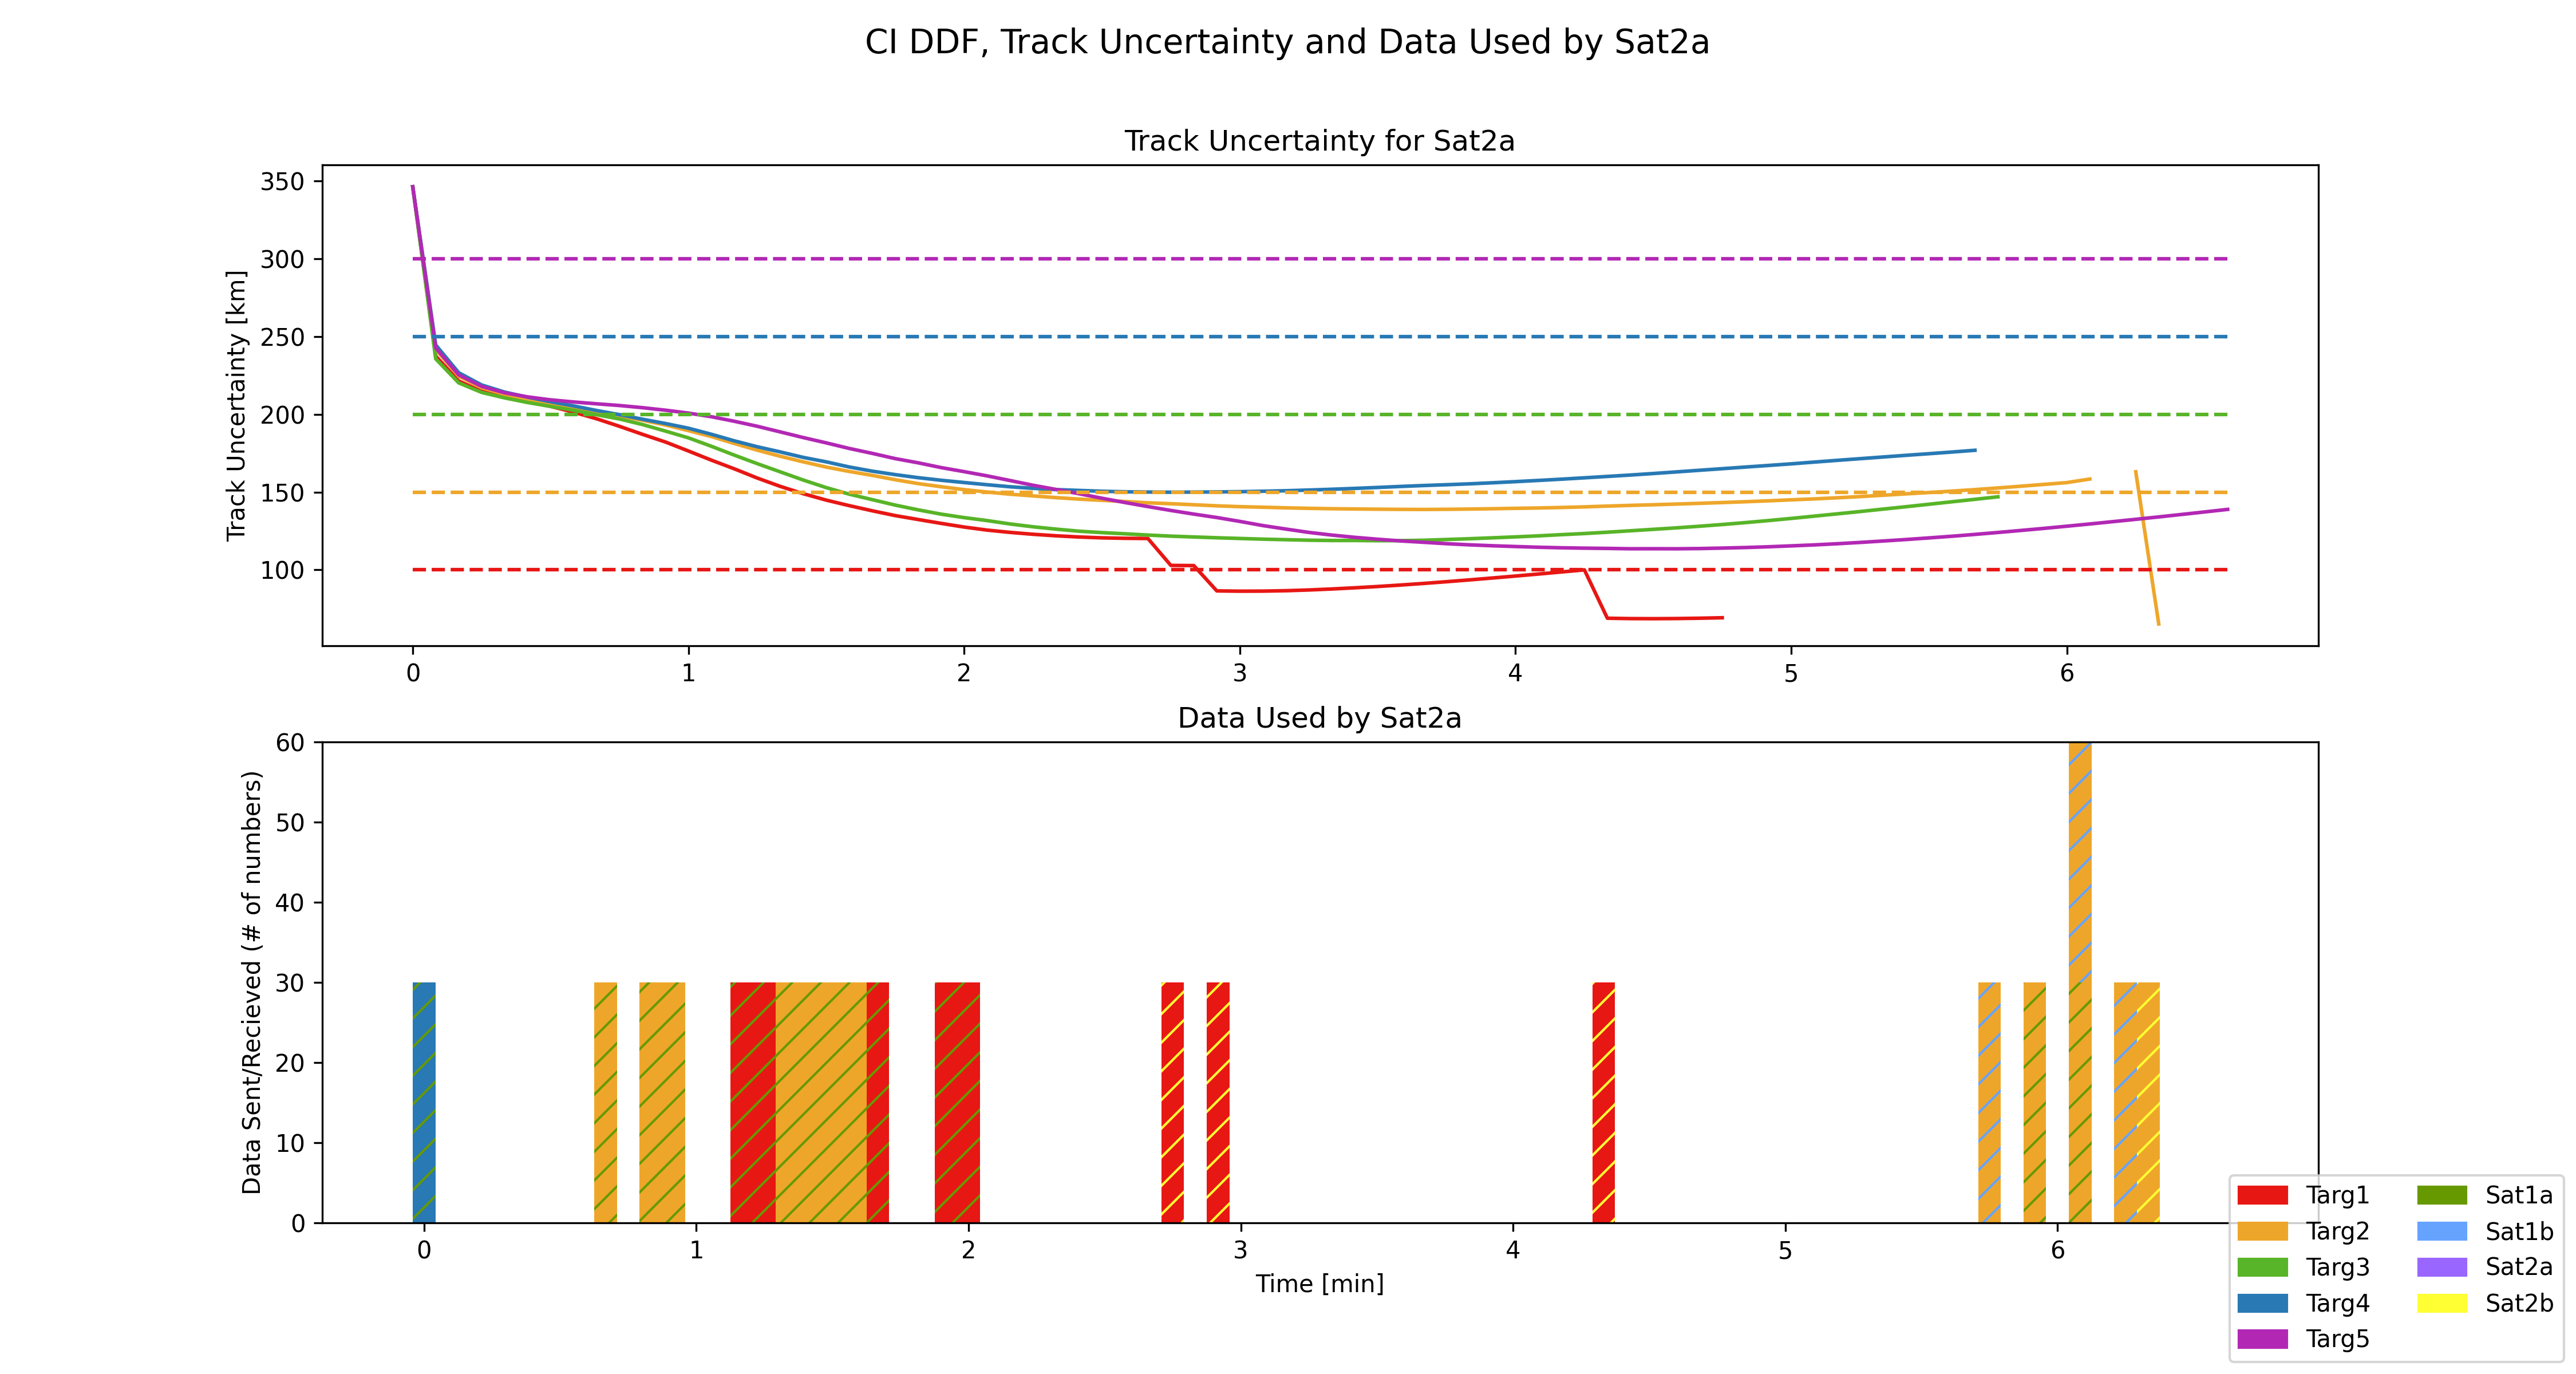 CI DDF, Track Uncertainty and Data Used by Sat2a
Track Uncertainty for Sat2a
Track Uncertainty [km]
350
300
250
200
150
100
0 1 2 3 4 5 6
Data Used by Sat2a
Data Sent/Recieved (# of numbers)
60
50
40
30
20
10
0
0 1 2 3 4 5 6
Time [min]
Targ1 Sat1a
Targ2 Sat1b
Targ3 Sat2a
Targ4 Sat2b
Targ5